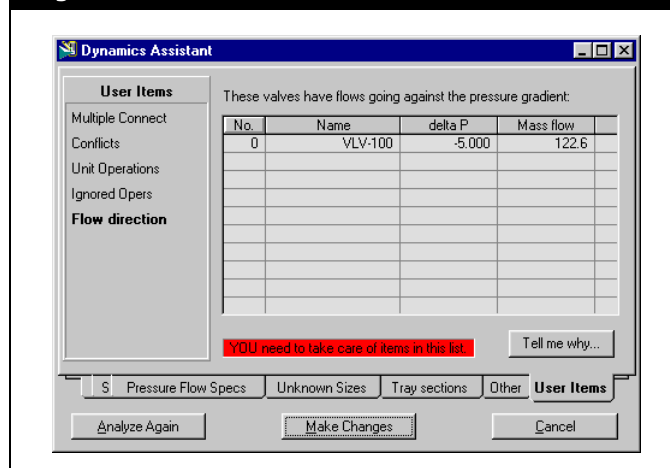 Dynamics Assistant
User Items
Multiple Connect
Conflicts
Unit Operations
Ignored Opers
Flow direction
These valves have flows going against the pressure gradient:
No. Name delta P Mass flow
0 VLV-100 -5.000 122.6
YOU need to take care of items in this list.
Tell me why...
S Pressure Flow Specs Unknown Sizes Tray sections Other User Items
Analyze Again Make Changes Cancel